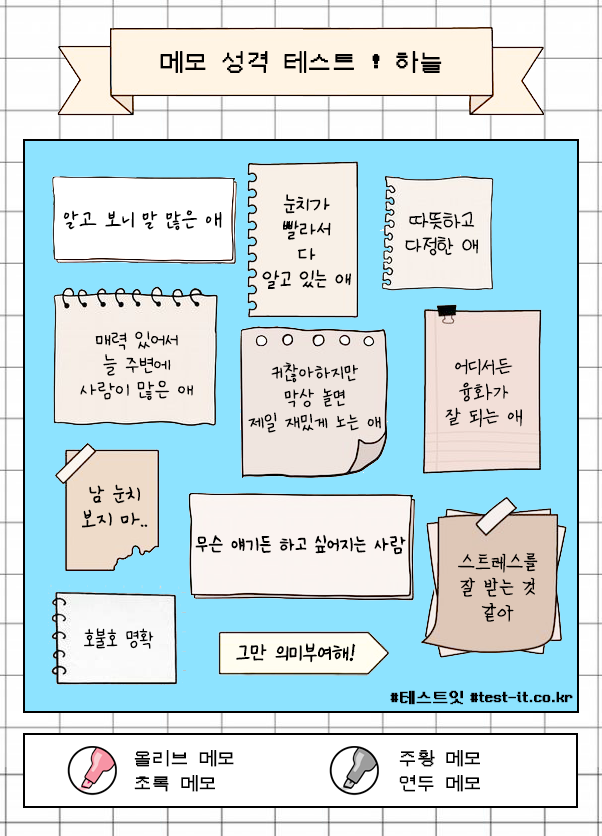 메모 성격 테스트 ! 하늘
알고 보니 말 많은 애
눈치가
빨라서
다
알고 있는 애
따뜻하고
다정한 애
매력 있어서
늘 주변에
사람이 많은 애
귀찮아하지만
막상 놀면
제일 재밌게 노는 애
어디서든
융화가
잘 되는 애
남 눈치
보지 마..
무슨 얘기든 하고 싶어지는 사람
스트레스를
잘 받는 것
같아
호불호 명확
그만 의미부여해!
#테스트잇 #test-it.co.kr
올리브 메모
초록 메모
주황 메모
연두 메모